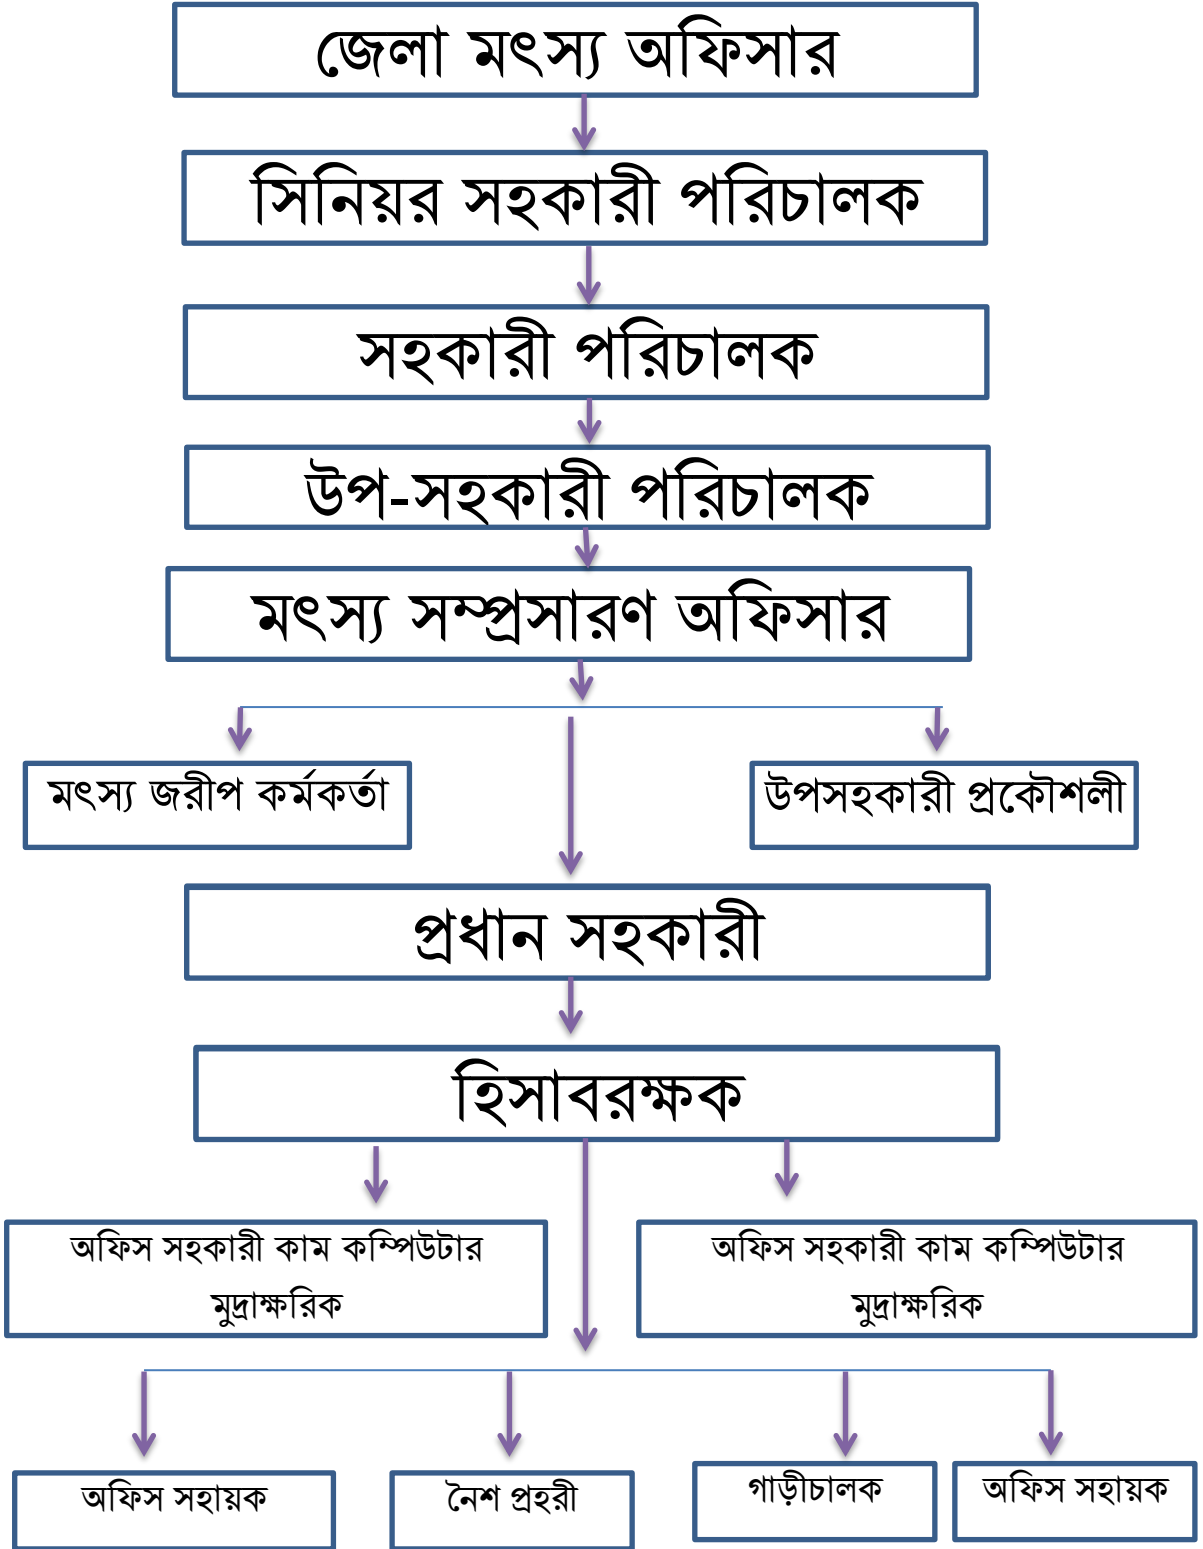 জেলা মৎস্য অফিসার
সিনিয়র সহকারী পরিচালক
সহকারী পরিচালক
উপ-সহকারী পরিচালক
মৎস্য সম্প্রসারণ অফিসার
মৎস্য জরীপ কর্মকর্তা
উপসহকারী প্রকৌশলী
প্রধান সহকারী
হিসাবরক্ষক
অফিস সহকারী কাম কম্পিউটার
মুদ্রাক্ষরিক
অফিস সহকারী কাম কম্পিউটার
মুদ্রাক্ষরিক
অফিস সহায়ক
নৈশ প্রহরী
গাড়ীচালক
অফিস সহায়ক